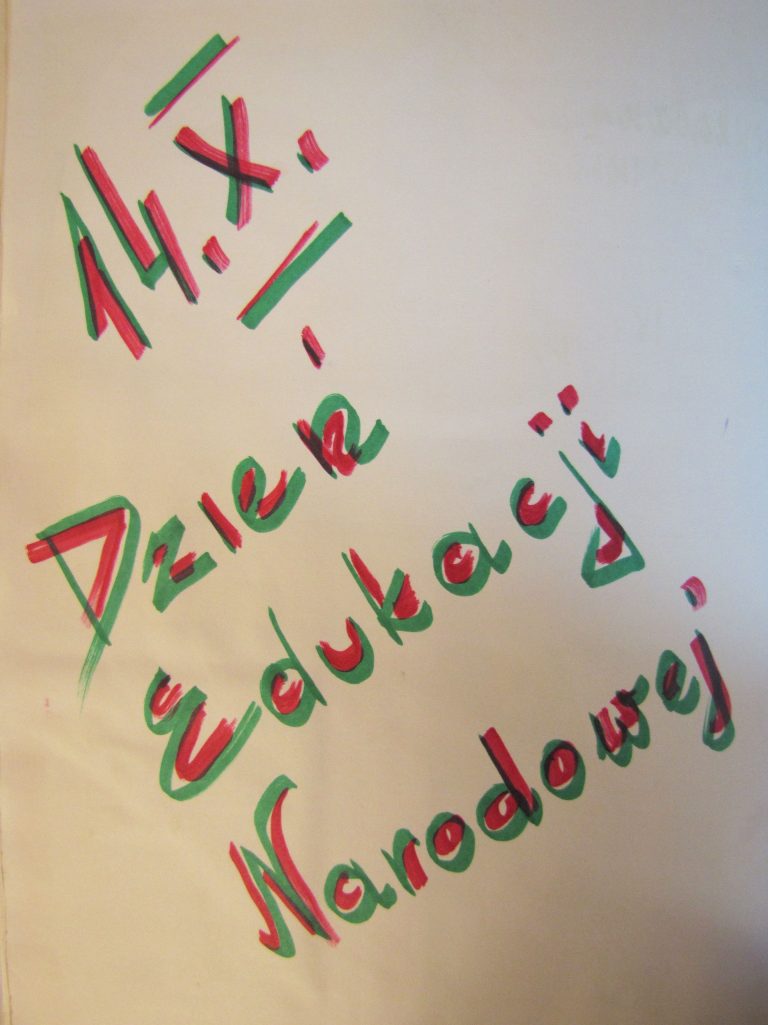 14.X.
Dzień
Edukacji
Narodowej